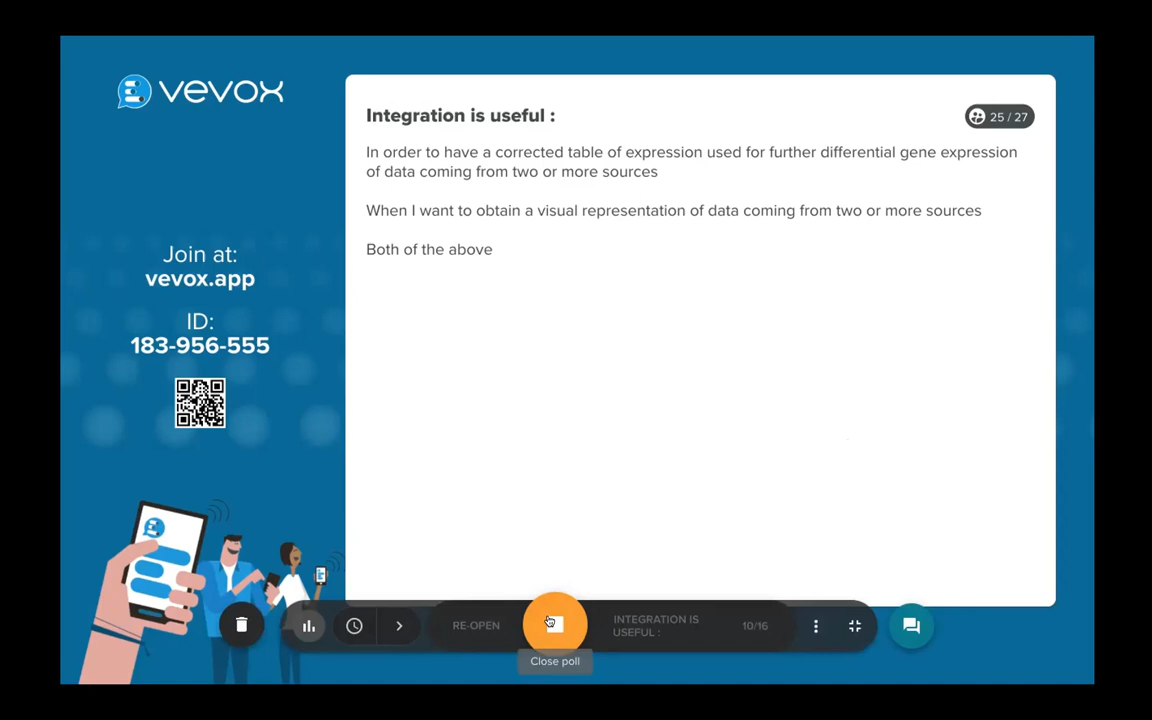 vevox
Integration is useful :
25 / 27
In order to have a corrected table of expression used for further differential gene expression
of data coming from two or more sources
When I want to obtain a visual representation of data coming from two or more sources
Both of the above
Join at:
vevox.app
ID:
183-956-555
RE-OPEN
INTEGRATION IS
USEFUL :
10/16
Close poll